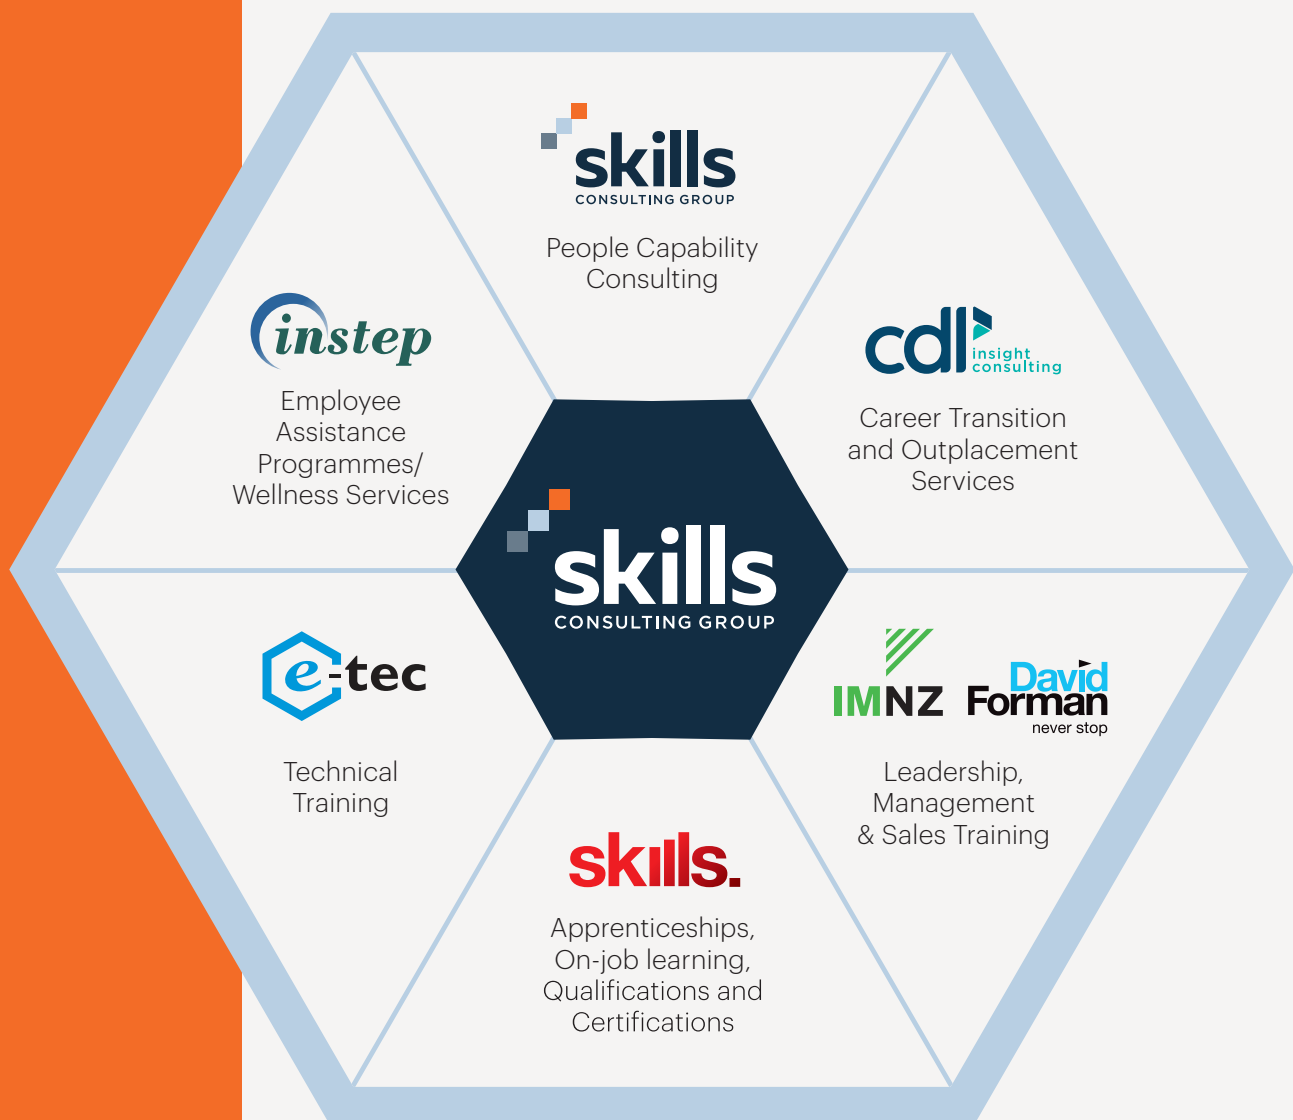 skills
CONSULTING GROUP
People Capability
Consulting
instep
Employee
Assistance
Programmes/
Wellness Services
cdl insight
consulting
Career Transition
and Outplacement
Services
skills
CONSULTING GROUP
e-tec
Technical
Training
IMNZ
David
Forman
never stop
Leadership,
Management
& Sales Training
skills.
Apprenticeships,
On-job learning,
Qualifications and
Certifications